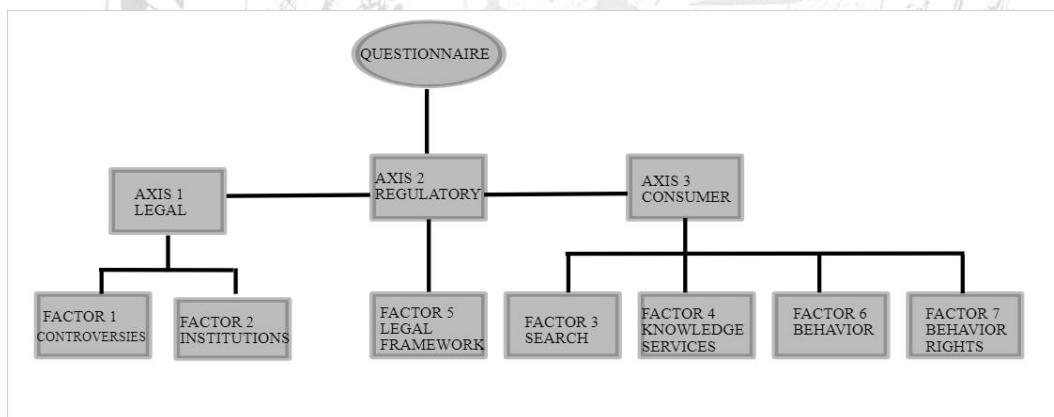 QUESTIONNAIRE
AXIS 1
LEGAL
AXIS 2
REGULATORY
AXIS 3
CONSUMER
FACTOR 1
CONTROVERSIES
FACTOR 2
INSTITUTIONS
FACTOR 5
LEGAL
FRAMEWORK
FACTOR 3
SEARCH
FACTOR 4
KNOWLEDGE
SERVICES
FACTOR 6
BEHAVIOR
FACTOR 7
BEHAVIOR
RIGHTS